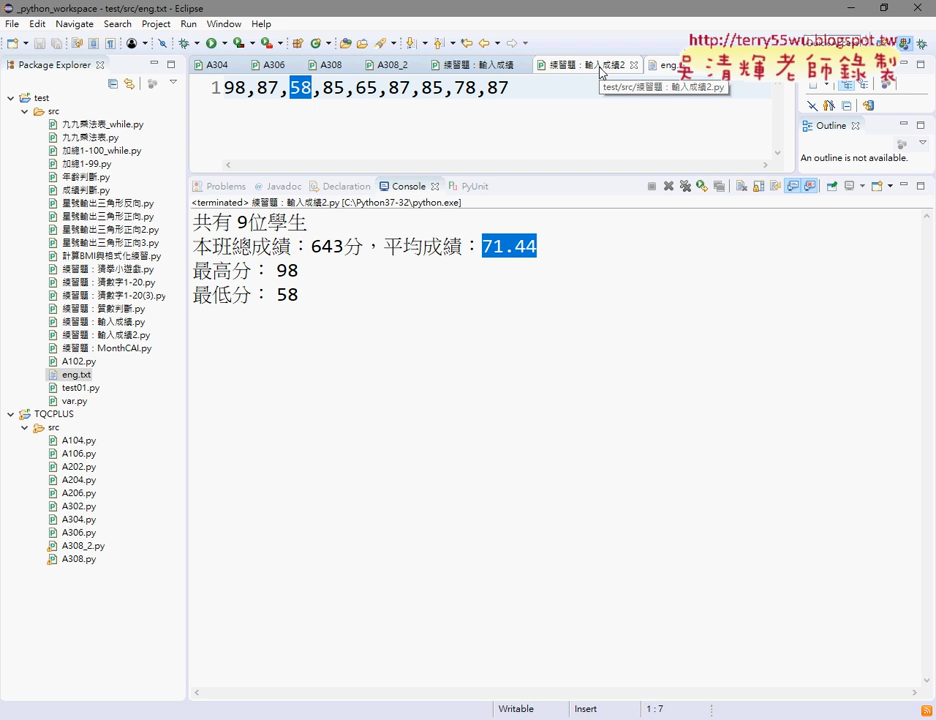 _python_workspace - test/src/eng.txt - Eclipse
File Edit Navigate Search Project Run Window Help
http://terry55wu.blogspot.tw
吳清輝老師錄製
Package Explorer
A304
A306
A308
A308_2
練習題：輸入成績
練習題：輸入成績2
test/src/練習題：輸入成績2.py
1 98,87,58,85,65,87,85,78,87
Outline
An outline is not available.
test
src
九九乘法表_while.py
九九乘法表.py
加總1-100_while.py
加總1-99.py
年齡判斷.py
成績判斷.py
星號輸出三角形反向.py
星號輸出三角形正向.py
星號輸出三角形正向2.py
星號輸出三角形正向3.py
計算BMI與格式化練習.py
練習題：猜拳小遊戲.py
練習題：猜數字1-20.py
練習題：猜數字1-20(3).py
練習題：質數判斷.py
練習題：輸入成績.py
練習題：輸入成績2.py
練習題：MonthCAl.py
A102.py
eng.txt
test01.py
var.py
TQCPLUS
src
A104.py
A106.py
A202.py
A204.py
A206.py
A302.py
A304.py
A306.py
A308_2.py
A308.py
Problems
Javadoc
Declaration
Console
PyUnit
<terminated> 練習題：輸入成績2.py [C:\Python37-32\python.exe]
共有 9位學生
本班總成績：643分，平均成績：71.44
最高分： 98
最低分： 58
Writable
Insert
1 : 7